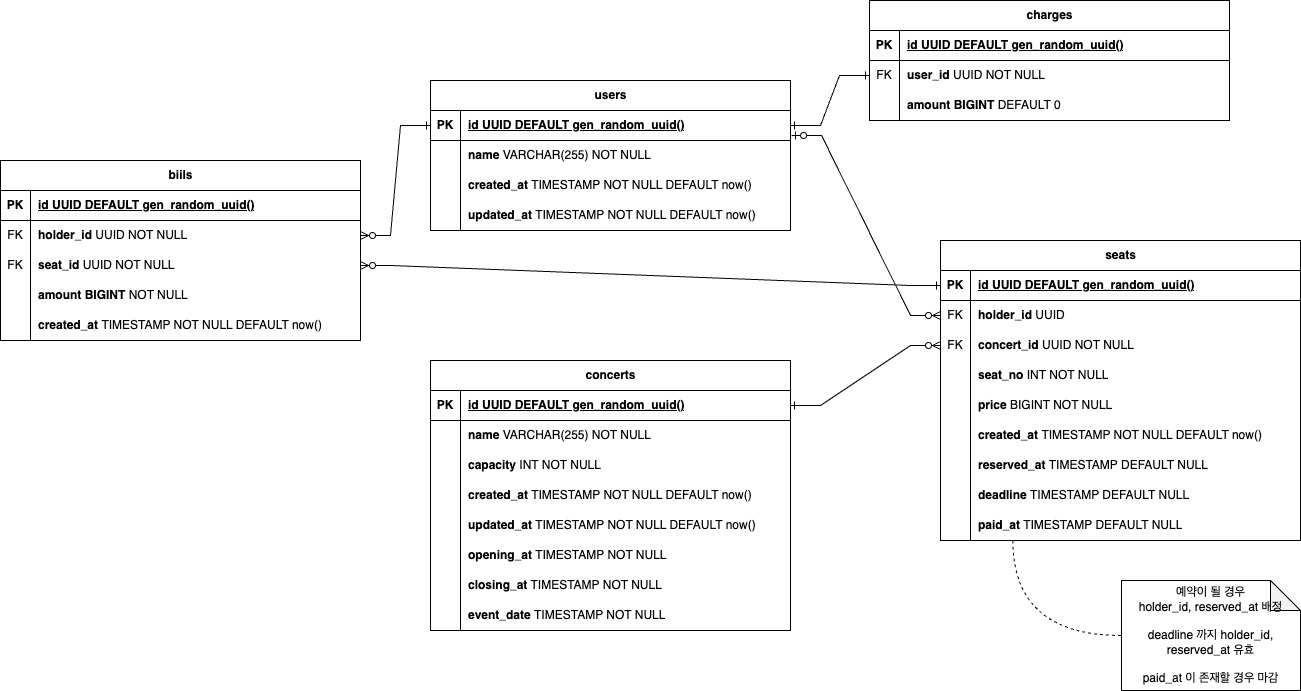 charges
PK id UUID DEFAULT gen_random_uuid()
FK user_id UUID NOT NULL
amount BIGINT DEFAULT 0
users
PK id UUID DEFAULT gen_random_uuid()
name VARCHAR(255) NOT NULL
created_at TIMESTAMP NOT NULL DEFAULT now()
updated_at TIMESTAMP NOT NULL DEFAULT now()
biils
PK id UUID DEFAULT gen_random_uuid()
FK holder_id UUID NOT NULL
FK seat_id UUID NOT NULL
amount BIGINT NOT NULL
created_at TIMESTAMP NOT NULL DEFAULT now()
seats
PK id UUID DEFAULT gen_random_uuid()
FK holder_id UUID
FK concert_id UUID NOT NULL
seat_no INT NOT NULL
price BIGINT NOT NULL
created_at TIMESTAMP NOT NULL DEFAULT now()
reserved_at TIMESTAMP DEFAULT NULL
deadline TIMESTAMP DEFAULT NULL
paid_at TIMESTAMP DEFAULT NULL
concerts
PK id UUID DEFAULT gen_random_uuid()
name VARCHAR(255) NOT NULL
capacity INT NOT NULL
created_at TIMESTAMP NOT NULL DEFAULT now()
updated_at TIMESTAMP NOT NULL DEFAULT now()
opening_at TIMESTAMP NOT NULL
closing_at TIMESTAMP NOT NULL
event_date TIMESTAMP NOT NULL
예약이 될 경우
holder_id, reserved_at 배정
deadline 까지 holder_id,
reserved_at 유효
paid_at 이 존재할 경우 마감